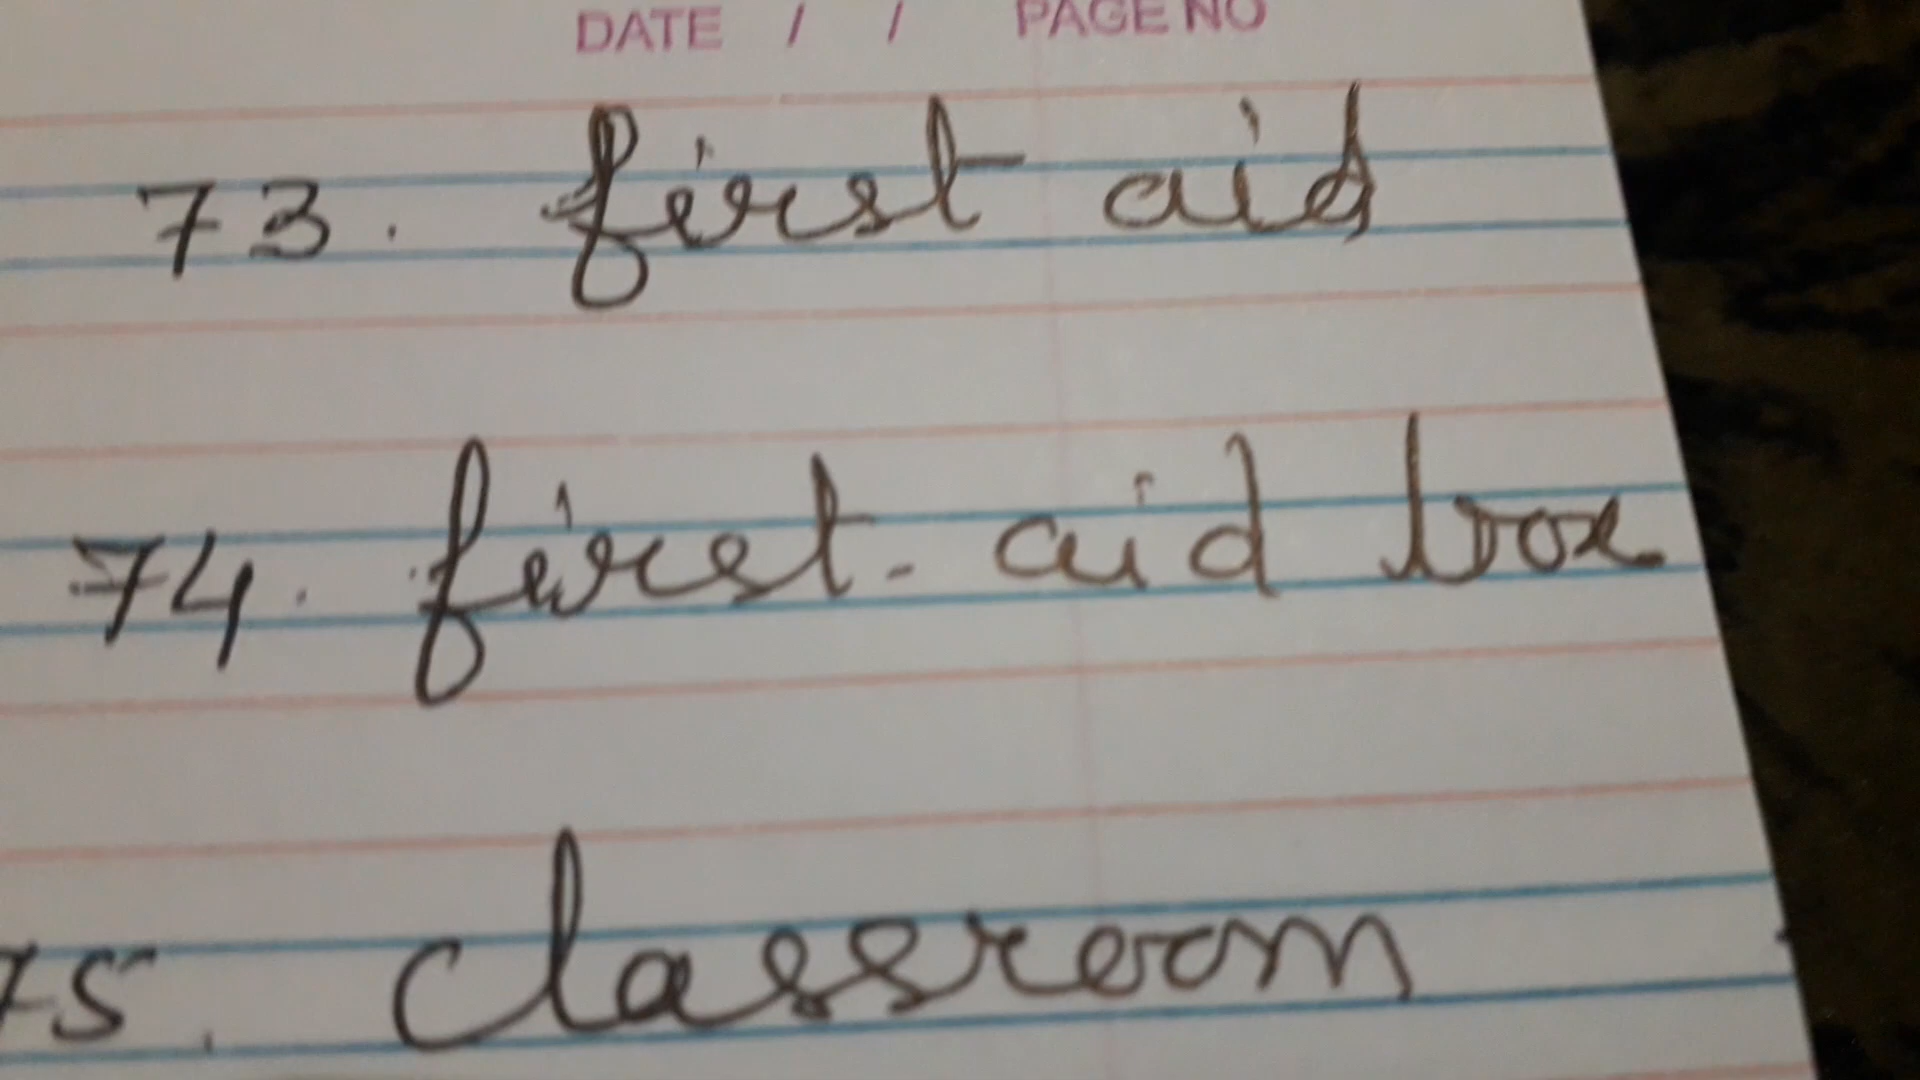 DATE / / PAGE NO
73. first aid
74. first-aid box
75. classroom